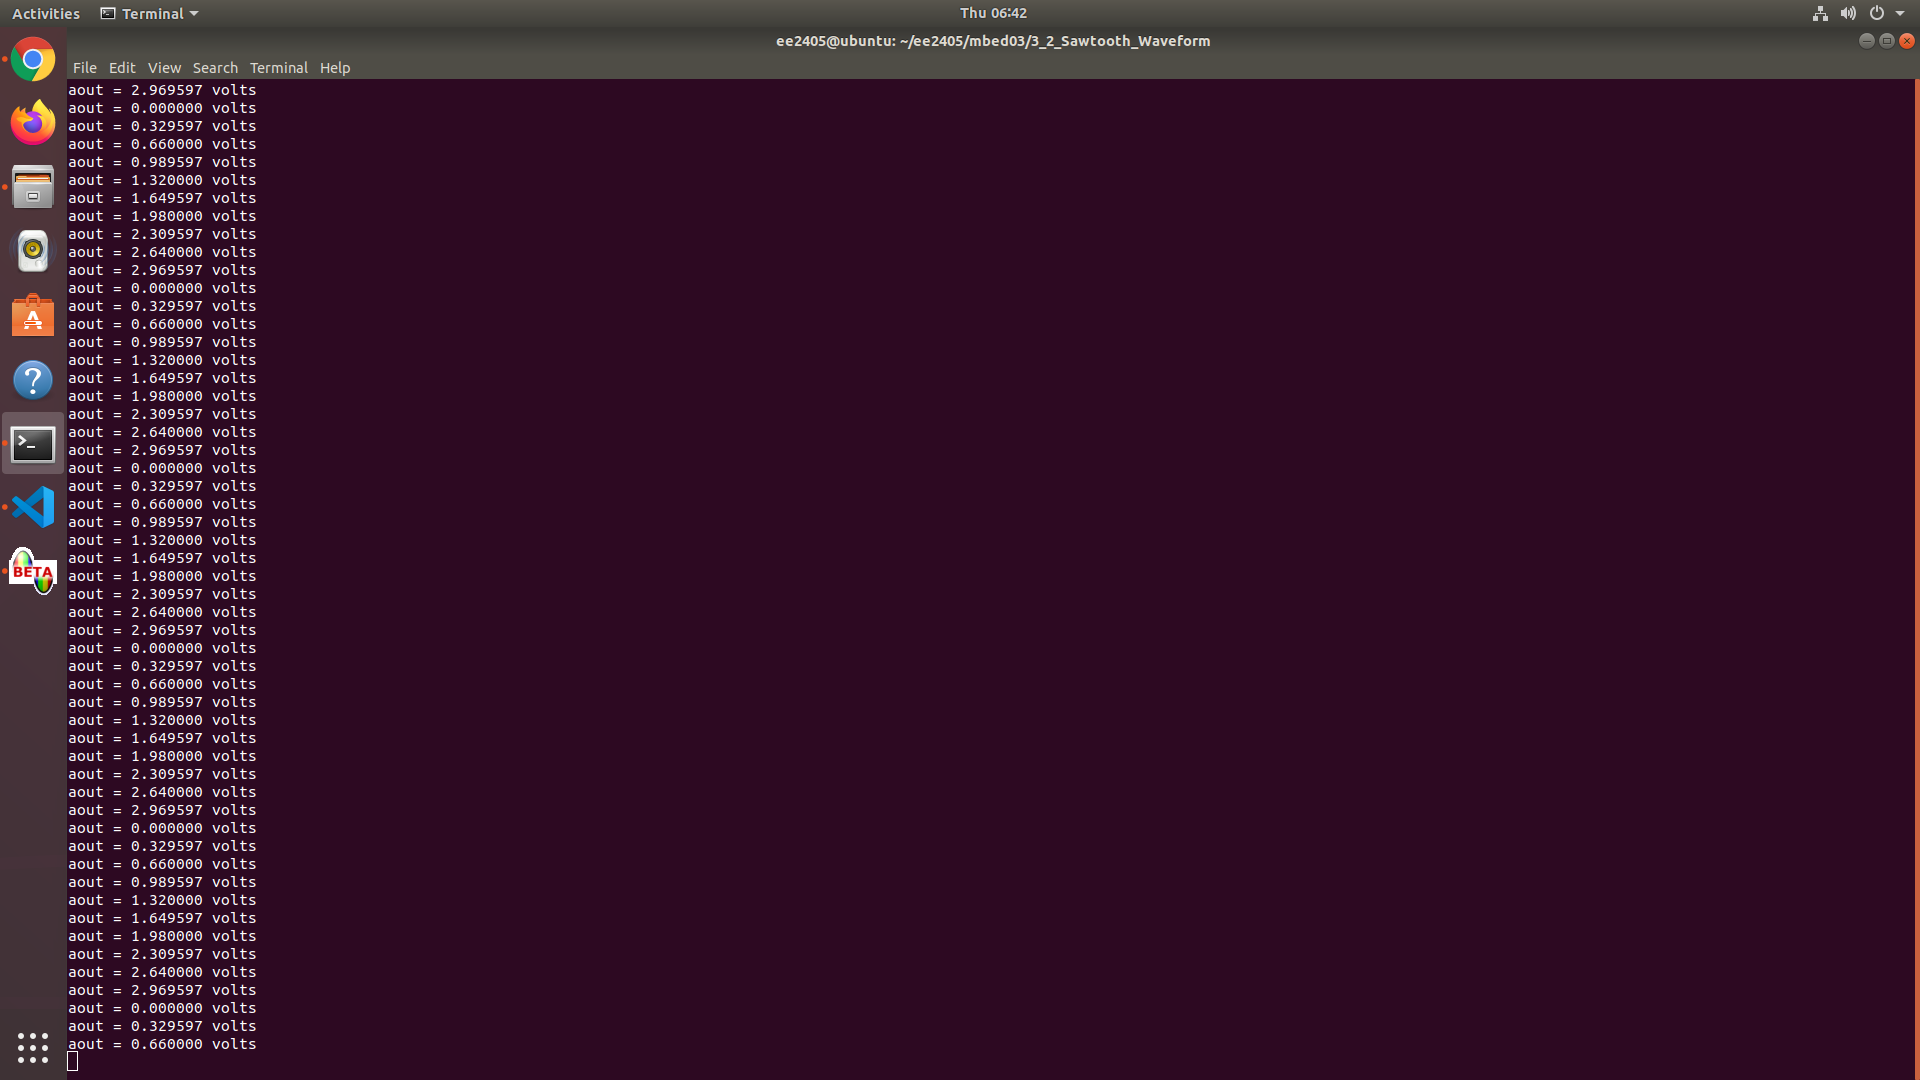 Activities Terminal Thu 06:42
ee2405@ubuntu: ~/ee2405/mbed03/3_2_Sawtooth_Waveform
File Edit View Search Terminal Help
aout = 2.969597 volts
aout = 0.000000 volts
aout = 0.329597 volts
aout = 0.660000 volts
aout = 0.989597 volts
aout = 1.320000 volts
aout = 1.649597 volts
aout = 1.980000 volts
aout = 2.309597 volts
aout = 2.640000 volts
aout = 2.969597 volts
aout = 0.000000 volts
aout = 0.329597 volts
aout = 0.660000 volts
aout = 0.989597 volts
aout = 1.320000 volts
aout = 1.649597 volts
aout = 1.980000 volts
aout = 2.309597 volts
aout = 2.640000 volts
aout = 2.969597 volts
aout = 0.000000 volts
aout = 0.329597 volts
aout = 0.660000 volts
aout = 0.989597 volts
aout = 1.320000 volts
aout = 1.649597 volts
aout = 1.980000 volts
aout = 2.309597 volts
aout = 2.640000 volts
aout = 2.969597 volts
aout = 0.000000 volts
aout = 0.329597 volts
aout = 0.660000 volts
aout = 0.989597 volts
aout = 1.320000 volts
aout = 1.649597 volts
aout = 1.980000 volts
aout = 2.309597 volts
aout = 2.640000 volts
aout = 2.969597 volts
aout = 0.000000 volts
aout = 0.329597 volts
aout = 0.660000 volts
aout = 0.989597 volts
aout = 1.320000 volts
aout = 1.649597 volts
aout = 1.980000 volts
aout = 2.309597 volts
aout = 2.640000 volts
aout = 2.969597 volts
aout = 0.000000 volts
aout = 0.329597 volts
aout = 0.660000 volts
BETA